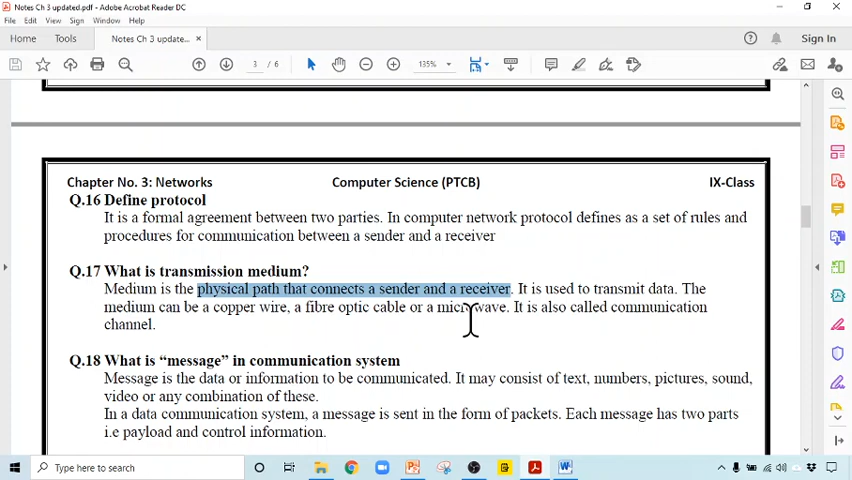 Notes Ch 3 updated.pdf - Adobe Acrobat Reader DC
File Edit View Sign Window Help
Home Tools Notes Ch 3 updated... × Sign In
3 / 6 135%
Chapter No. 3: Networks Computer Science (PTCB) IX-Class
Q.16 Define protocol
It is a formal agreement between two parties. In computer network protocol defines as a set of rules and
procedures for communication between a sender and a receiver
Q.17 What is transmission medium?
Medium is the physical path that connects a sender and a receiver. It is used to transmit data. The
medium can be a copper wire, a fibre optic cable or a microwave. It is also called communication
channel.
Q.18 What is “message” in communication system
Message is the data or information to be communicated. It may consist of text, numbers, pictures, sound,
video or any combination of these.
In a data communication system, a message is sent in the form of packets. Each message has two parts
i.e payload and control information.
Type here to search